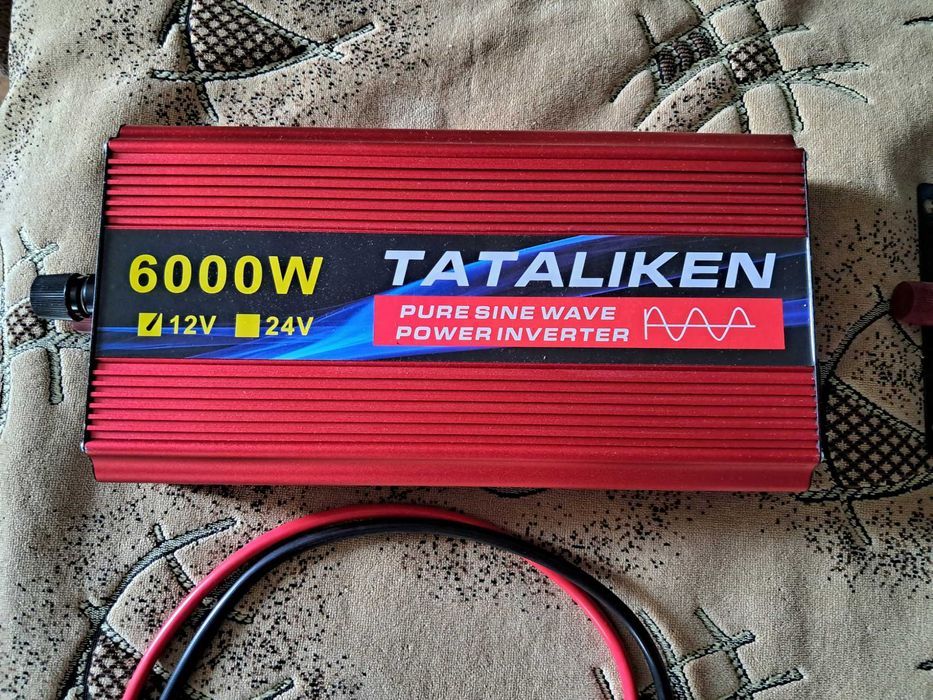 6000W
12V 24V
TATALIKEN
PURE SINE WAVE
POWER INVERTER